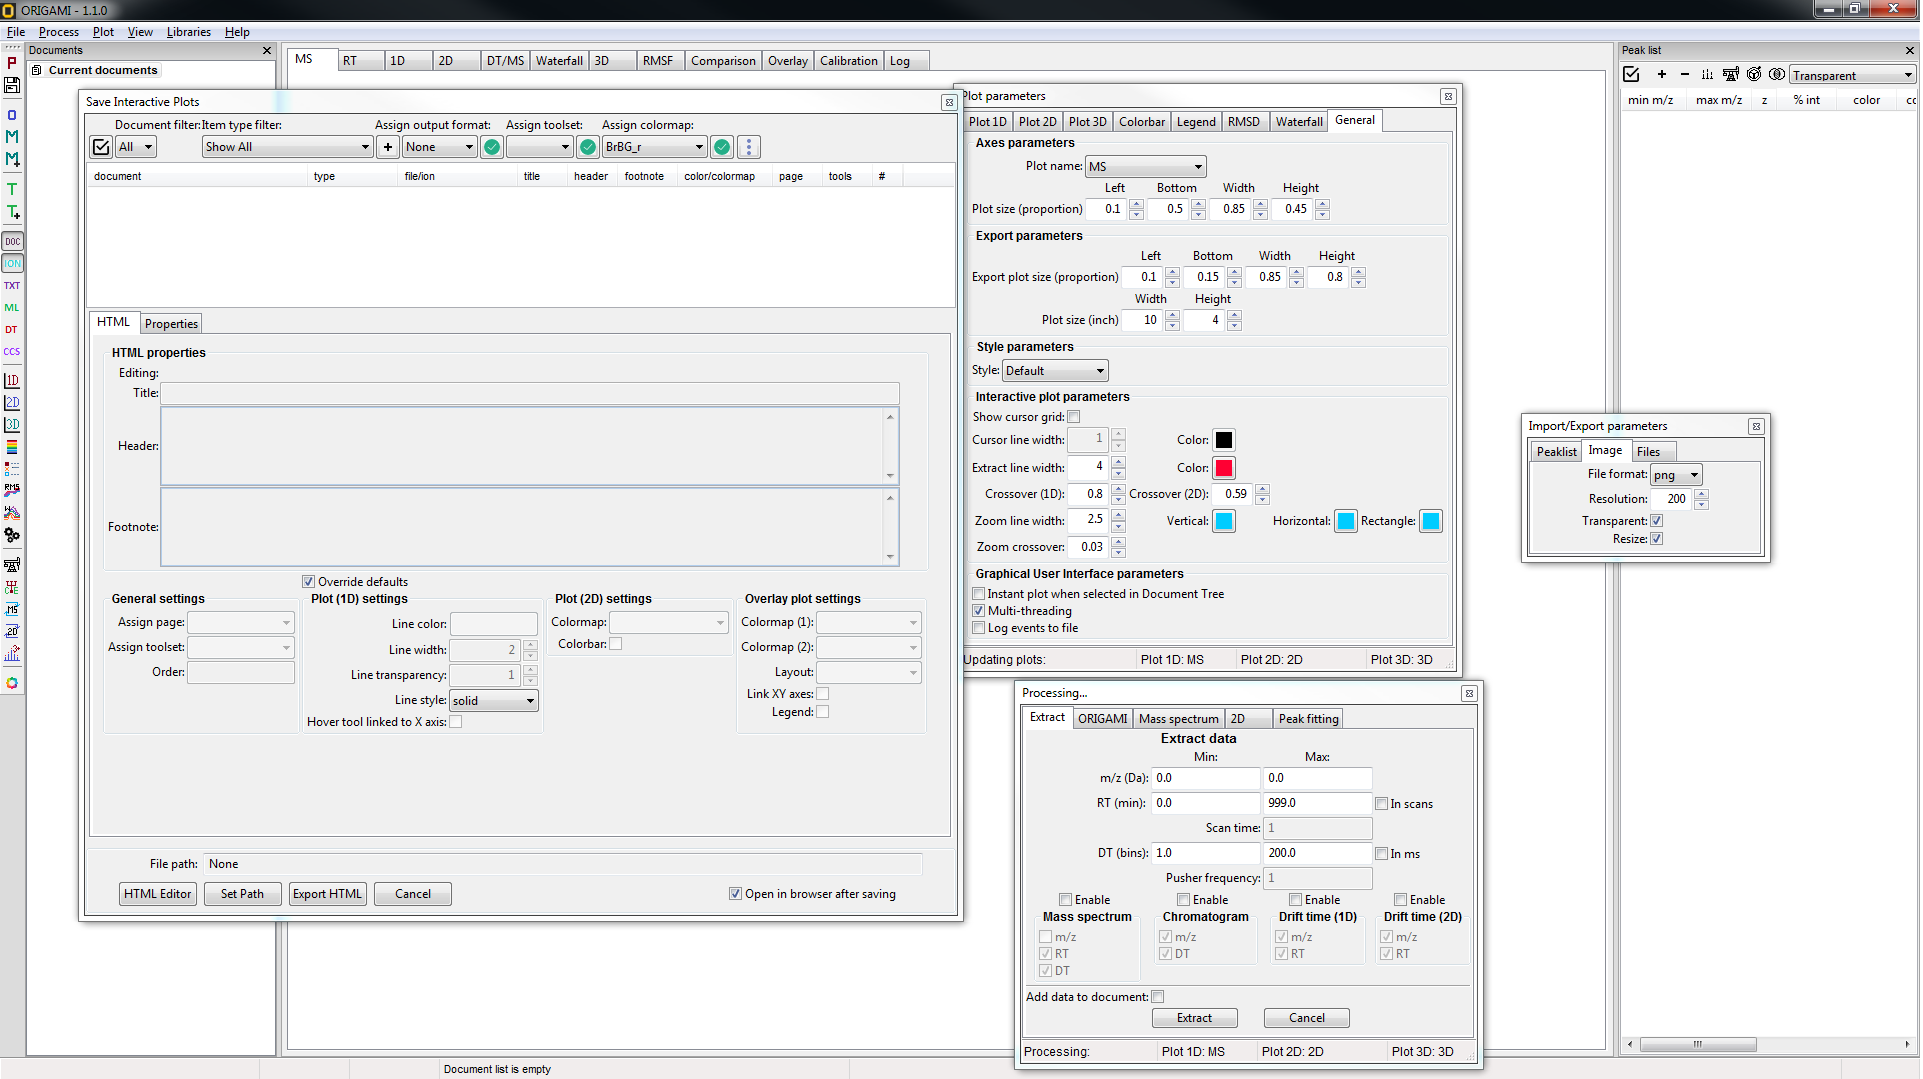 ORIGAMI - 1.1.0
File Process Plot View Libraries Help
Documents
Current documents
P
O
M
M
T
T
DOC
ION
TXT
ML
DT
CCS
1D
2D
3D
RMS
MS
2D
MS RT 1D 2D DT/MS Waterfall 3D RMSF Comparison Overlay Calibration Log
Save Interactive Plots
Document filter: Item type filter: Assign output format: Assign toolset: Assign colormap:
All Show All + None BrBG_r
document type file/ion title header footnote color/colormap page tools #
HTML Properties
HTML properties
Editing:
Title:
Header:
Footnote:
Override defaults
General settings Plot (1D) settings Plot (2D) settings Overlay plot settings
Assign page: Line color: Colormap: Colormap (1):
Assign toolset: Line width: 2 Colorbar: Colormap (2):
Order: Line transparency: 1 Layout:
Line style: solid Link XY axes:
Hover tool linked to X axis: Legend:
File path: None
HTML Editor Set Path Export HTML Cancel Open in browser after saving
Plot parameters
Plot 1D Plot 2D Plot 3D Colorbar Legend RMSD Waterfall General
Axes parameters
Plot name: MS
Left Bottom Width Height
Plot size (proportion) 0.1 0.5 0.85 0.45
Export parameters
Left Bottom Width Height
Export plot size (proportion) 0.1 0.15 0.85 0.8
Width Height
Plot size (inch) 10 4
Style parameters
Style: Default
Interactive plot parameters
Show cursor grid:
Cursor line width: 1 Color:
Extract line width: 4 Color:
Crossover (1D): 0.8 Crossover (2D): 0.59
Zoom line width: 2.5 Vertical: Horizontal: Rectangle:
Zoom crossover: 0.03
Graphical User Interface parameters
Instant plot when selected in Document Tree
Multi-threading
Log events to file
Updating plots: Plot 1D: MS Plot 2D: 2D Plot 3D: 3D
Processing...
Extract ORIGAMI Mass spectrum 2D Peak fitting
Extract data
Min: Max:
m/z (Da): 0.0 0.0
RT (min): 0.0 999.0 In scans
Scan time: 1
DT (bins): 1.0 200.0 In ms
Pusher frequency: 1
Enable Enable Enable Enable
Mass spectrum Chromatogram Drift time (1D) Drift time (2D)
m/z m/z m/z m/z
RT DT RT RT
DT
Add data to document:
Extract Cancel
Processing: Plot 1D: MS Plot 2D: 2D Plot 3D: 3D
Import/Export parameters
Peaklist Image Files
File format: png
Resolution: 200
Transparent:
Resize:
Peak list
+ − Transparent
min m/z max m/z z % int color
Document list is empty